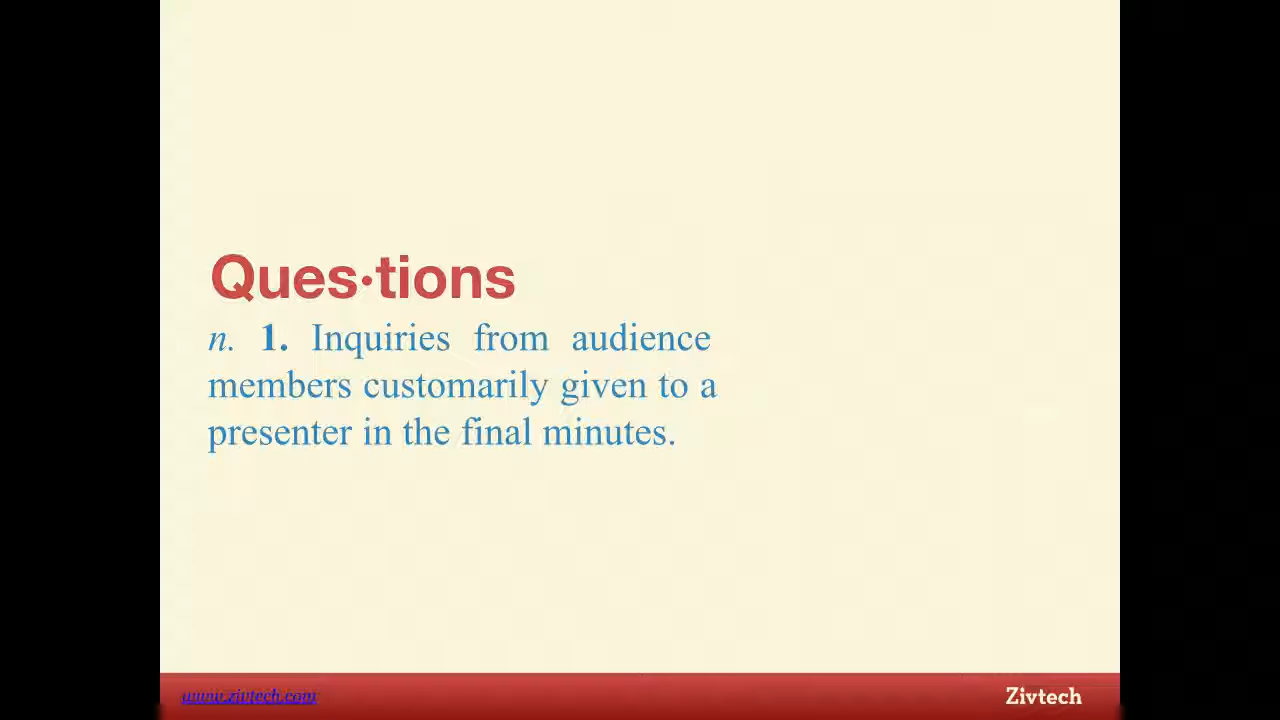 Ques·tions
n. 1. Inquiries from audience
members customarily given to a
presenter in the final minutes.
www.zivtech.com
Zivtech